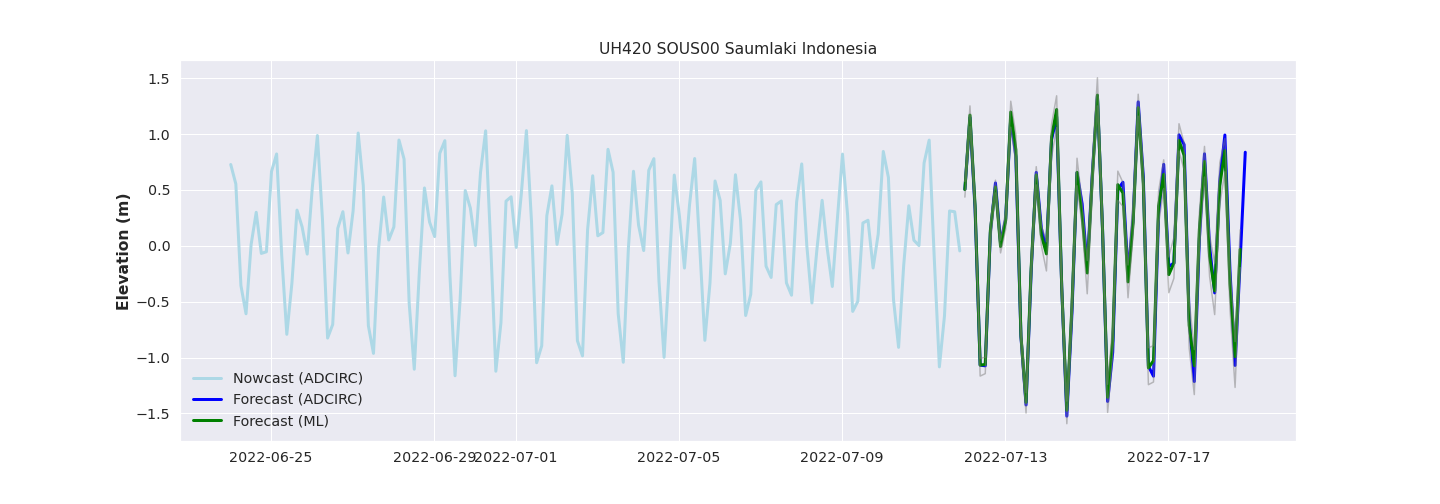 UH420 SOUS00 Saumlaki Indonesia
Elevation (m)
1.5
1.0
0.5
0.0
−0.5
−1.0
−1.5
Nowcast (ADCIRC)
Forecast (ADCIRC)
Forecast (ML)
2022-06-25 2022-06-29 2022-07-01 2022-07-05 2022-07-09 2022-07-13 2022-07-17